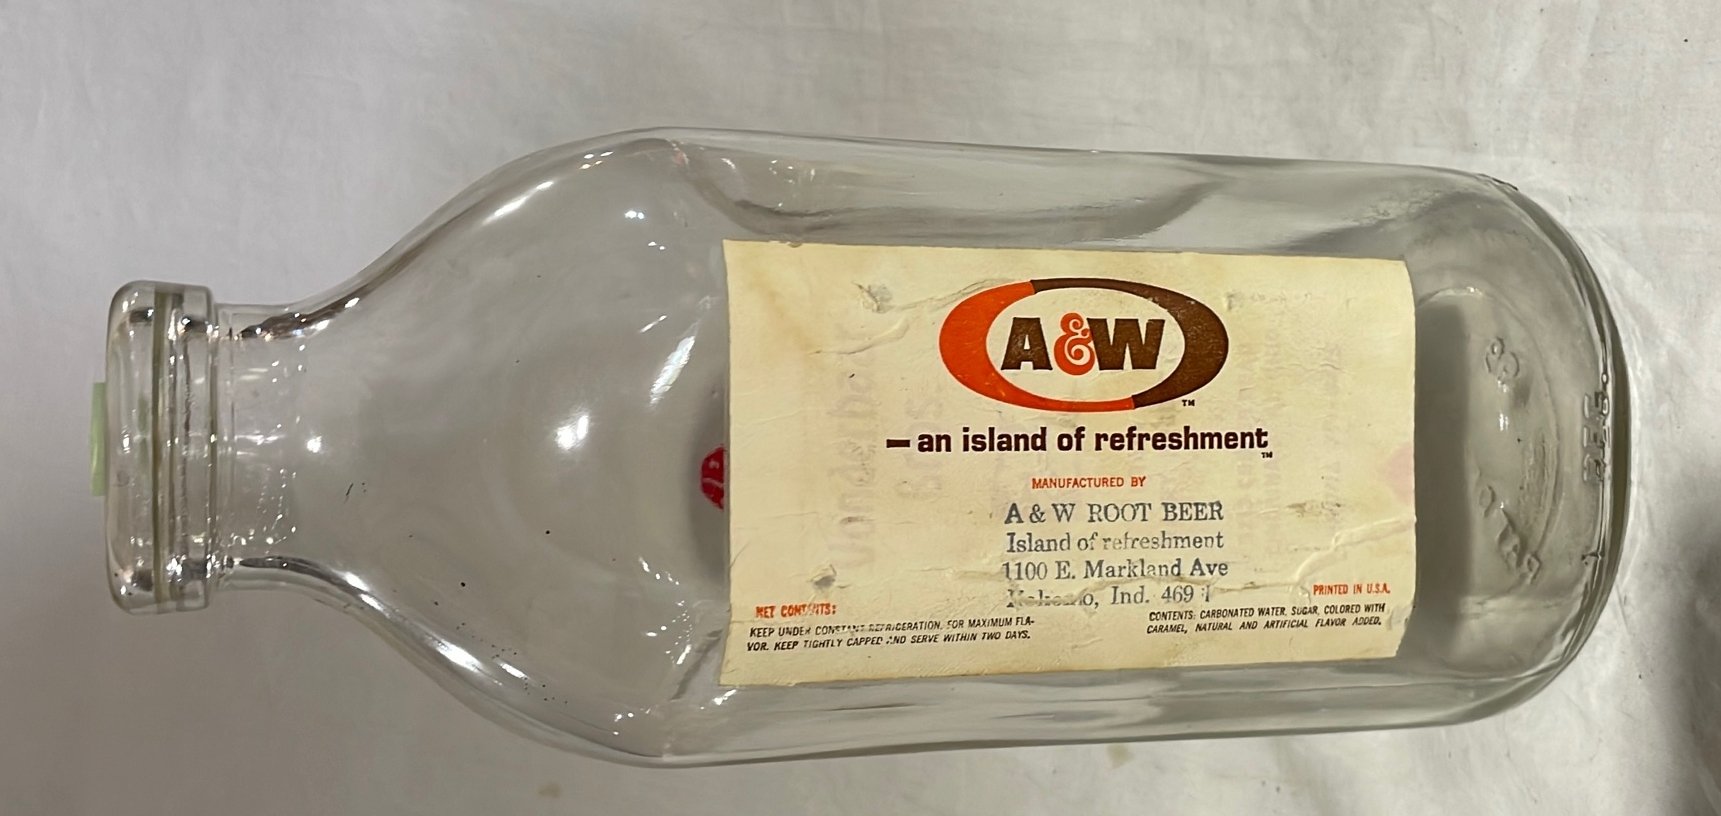 A&W
TM
— an island of refreshment
TM
MANUFACTURED BY
A & W ROOT BEER
Island of refreshment
1100 E. Markland Ave
Ind. 469
NET CONTENTS:
KEEP UNDER CONSTANT REFRIGERATION. FOR MAXIMUM FLA-
VOR. KEEP TIGHTLY CAPPED AND SERVE WITHIN TWO DAYS.
PRINTED IN U.S.A.
CONTENTS: CARBONATED WATER, SUGAR, COLORED WITH
CARAMEL, NATURAL AND ARTIFICIAL FLAVOR ADDED.